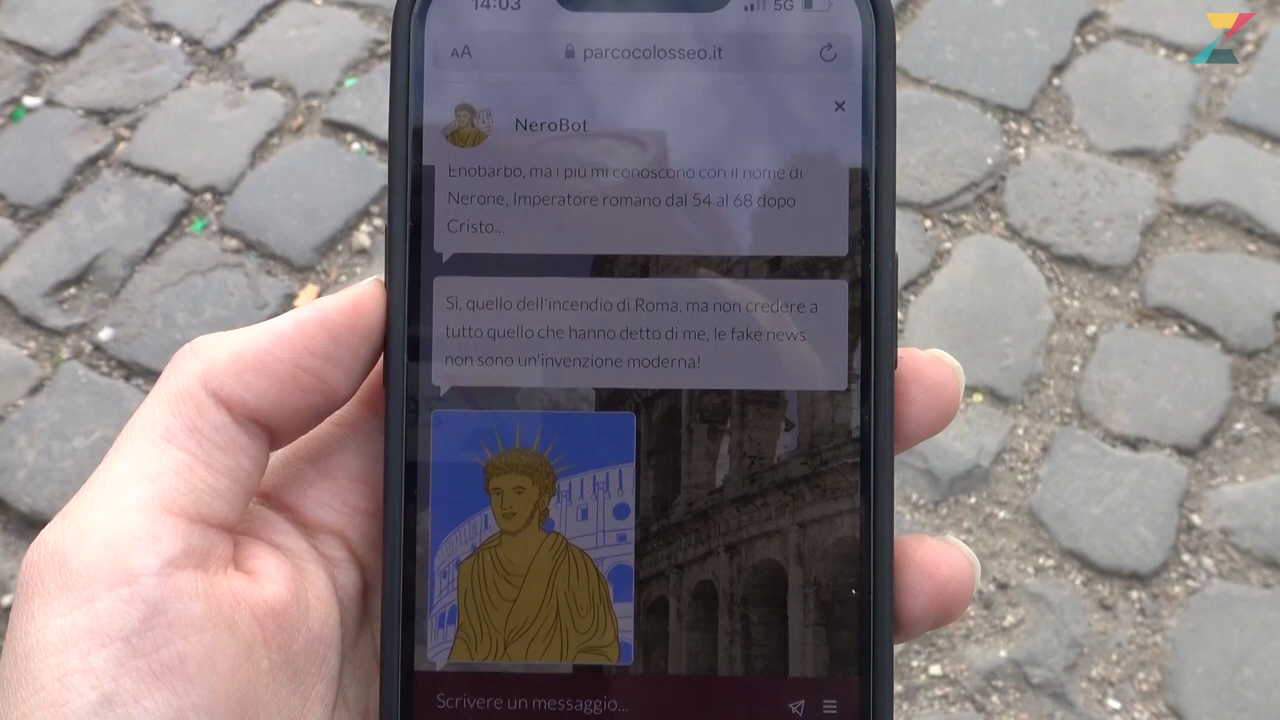 14:03
5G
AA
parcocolosseo.it
NeroBot
Enobarbo, ma i più mi conoscono con il nome di
Nerone, Imperatore romano dal 54 al 68 dopo
Cristo...
Sì, quello dell'incendio di Roma, ma non credere a
tutto quello che hanno detto di me, le fake news
non sono un'invenzione moderna!
Scrivere un messaggio...